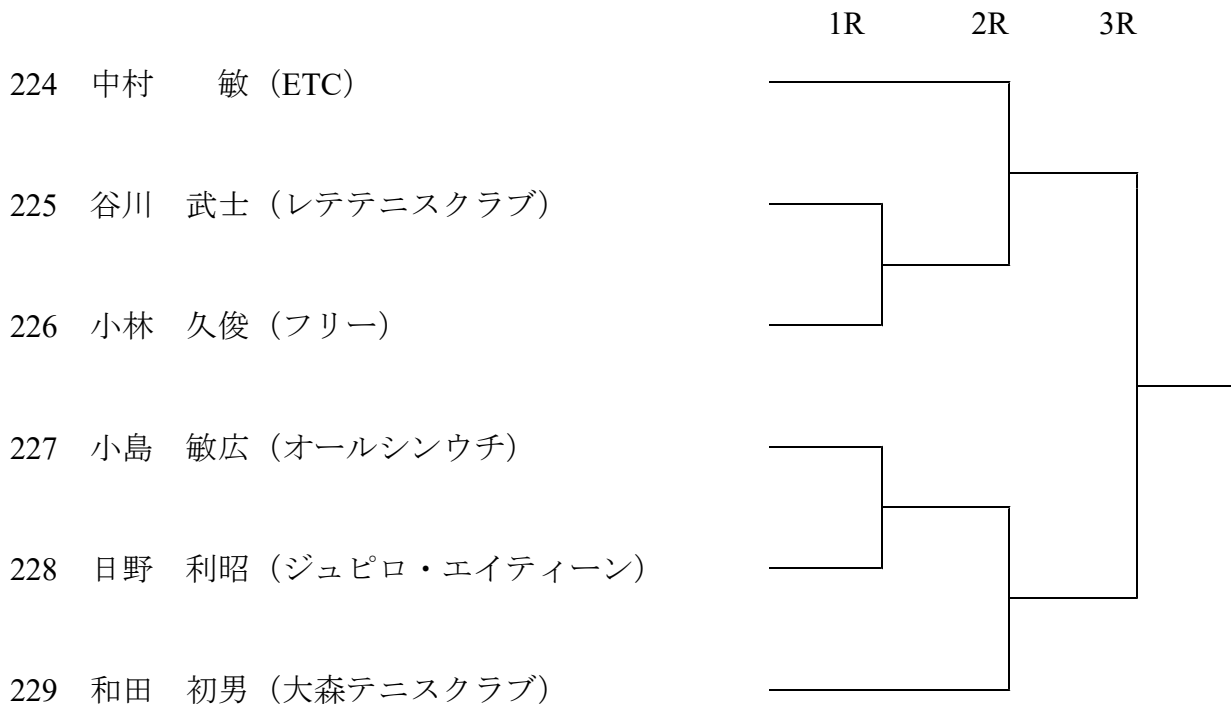 1R 2R 3R
224 中村　　敏（ETC）
225 谷川　武士（レテテニスクラブ）
226 小林　久俊（フリー）
227 小島　敏広（オールシンウチ）
228 日野　利昭（ジュピロ・エイティーン）
229 和田　初男（大森テニスクラブ）